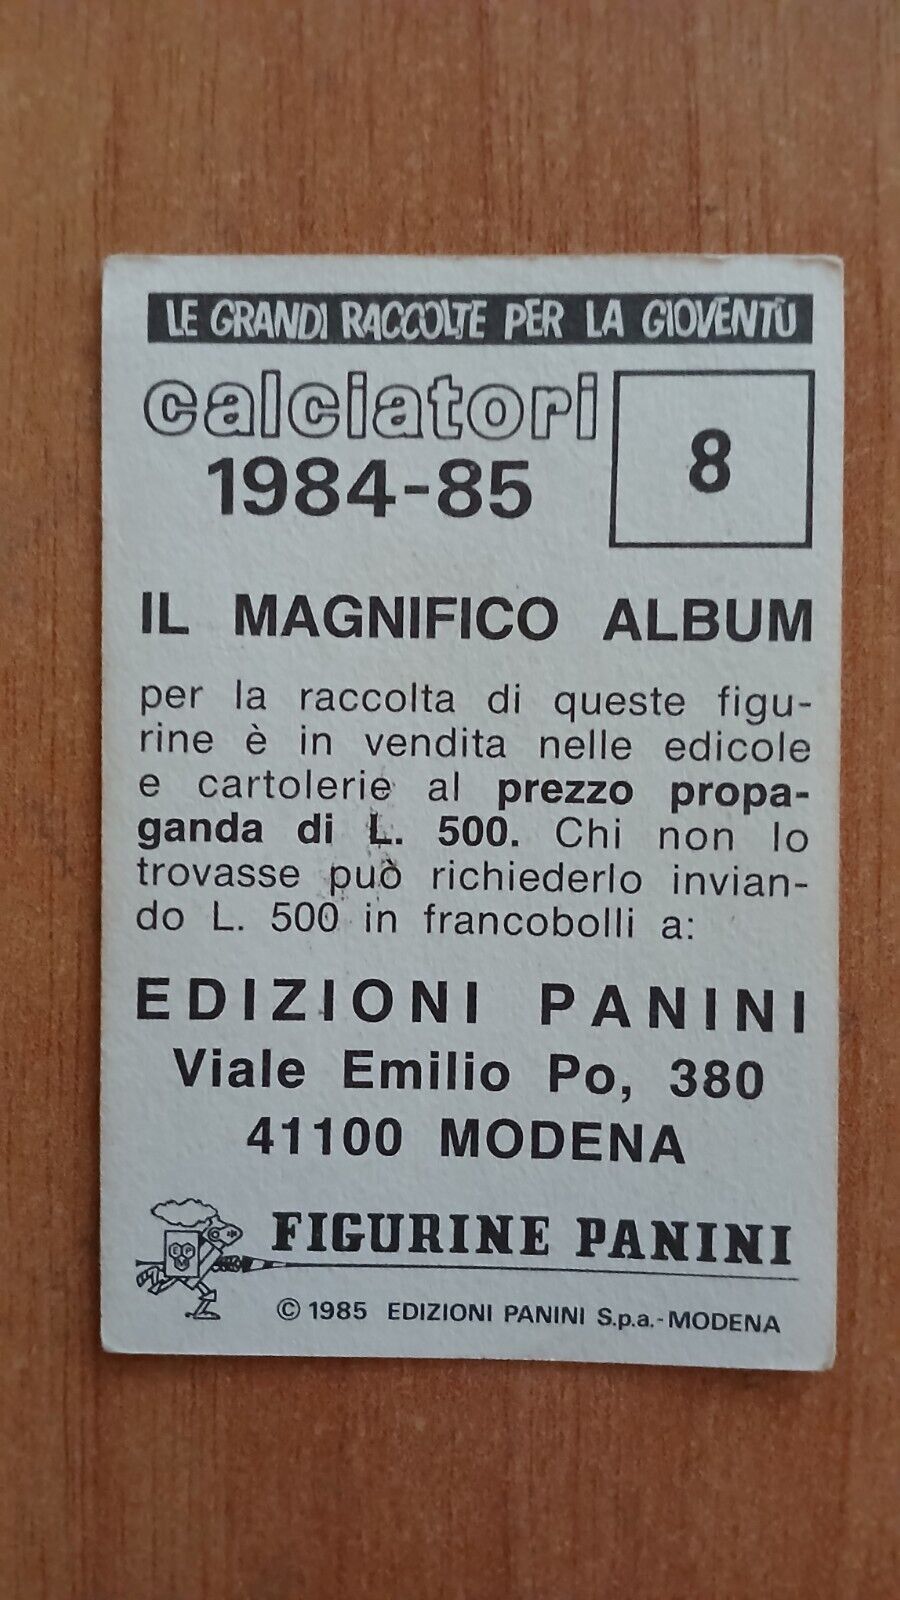 LE GRANDI RACCOLTE PER LA GIOVENTÙ
calciatori
1984-85
8
IL MAGNIFICO ALBUM
per la raccolta di queste figu-
rine è in vendita nelle edicole
e cartolerie al prezzo propa-
ganda di L. 500. Chi non lo
trovasse può richiederlo invian-
do L. 500 in francobolli a:
EDIZIONI PANINI
Viale Emilio Po, 380
41100 MODENA
EPM
FIGURINE PANINI
© 1985 EDIZIONI PANINI S.p.a.-MODENA